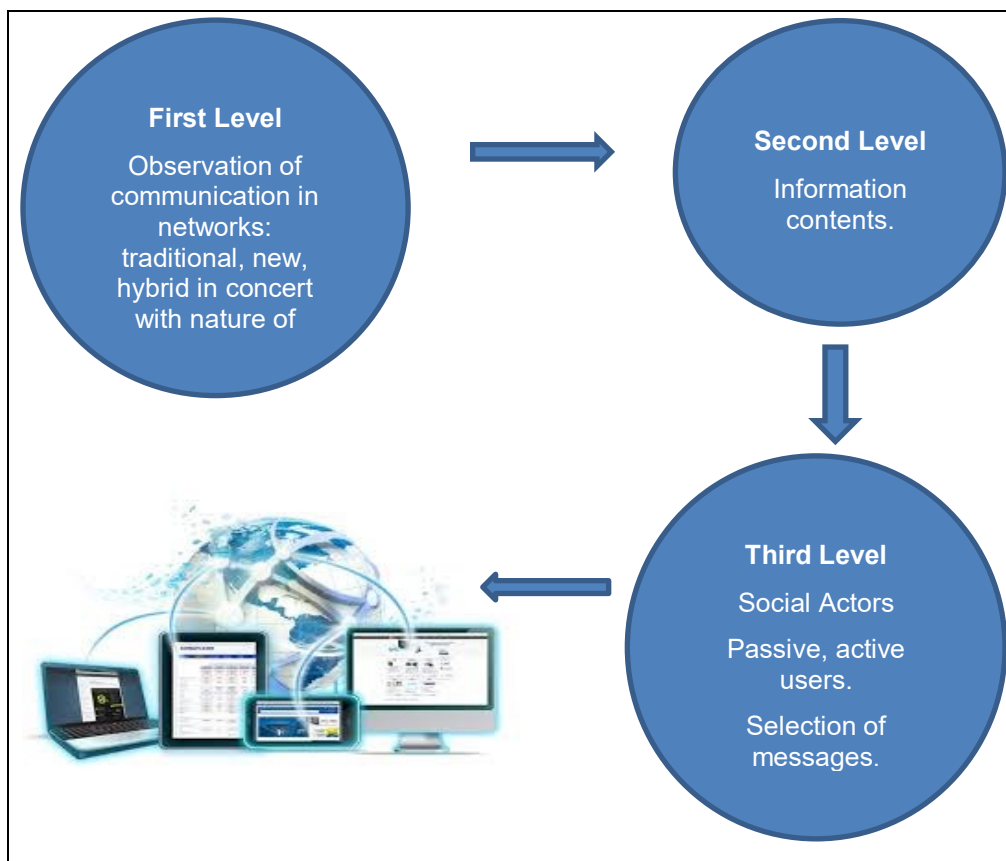 First Level
Observation of
communication in
networks:
traditional, new,
hybrid in concert
with nature of
Second Level
Information
contents.
Third Level
Social Actors
Passive, active
users.
Selection of
messages.